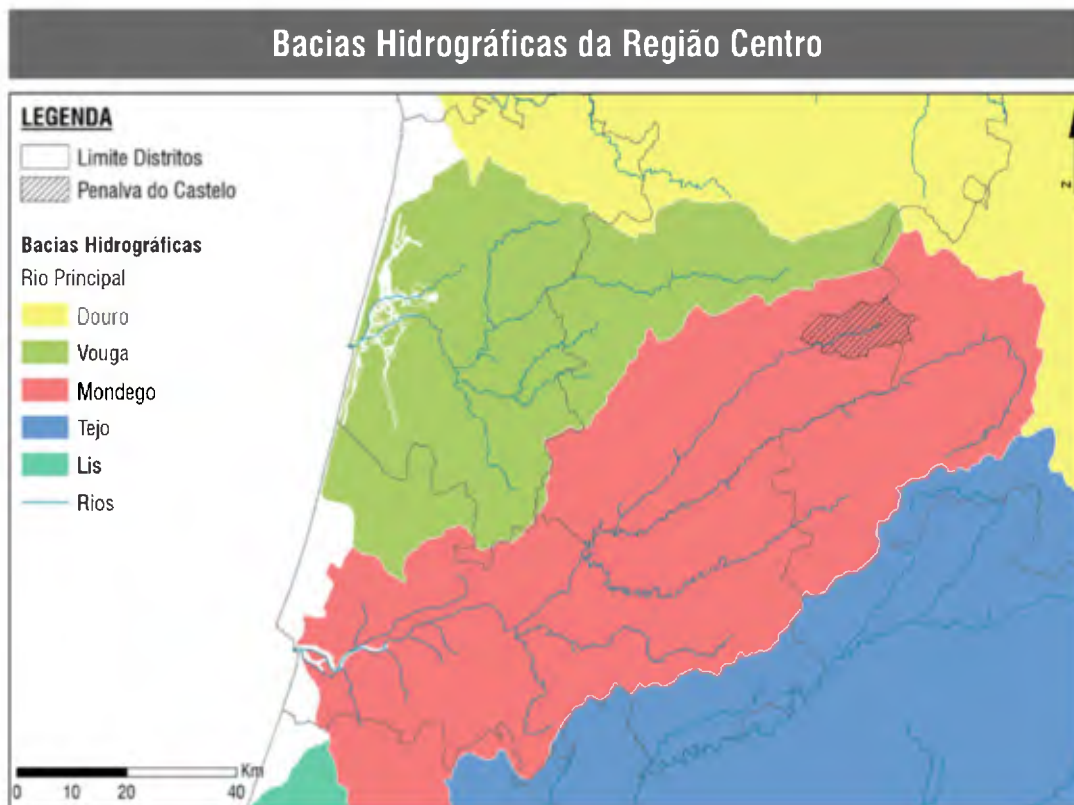 Bacias Hidrográficas da Região Centro
LEGENDA
Limite Distritos
Penalva do Castelo
Bacias Hidrográficas
Rio Principal
Douro
Vouga
Mondego
Tejo
Lis
Rios
N
Km
0 10 20 40